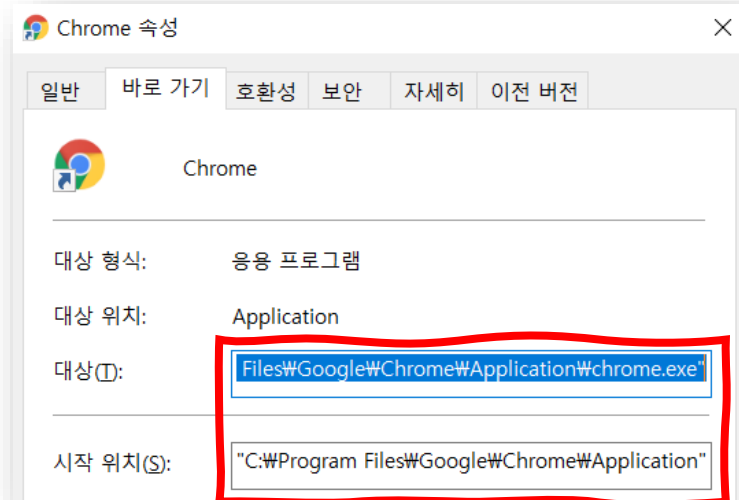 Chrome 속성
일반 바로 가기 호환성 보안 자세히 이전 버전
Chrome
대상 형식: 응용 프로그램
대상 위치: Application
대상(T): Files₩Google₩Chrome₩Application₩chrome.exe"
시작 위치(S): "C:₩Program Files₩Google₩Chrome₩Application"